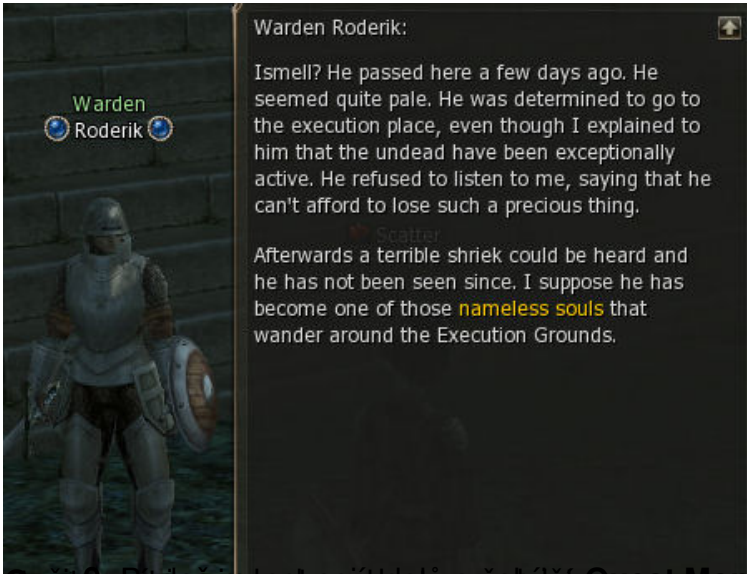 Warden Roderik:
Ismell? He passed here a few days ago. He
seemed quite pale. He was determined to go to
the execution place, even though I explained to
him that the undead have been exceptionally
active. He refused to listen to me, saying that he
can't afford to lose such a precious thing.
Afterwards a terrible shriek could be heard and
he has not been seen since. I suppose he has
become one of those nameless souls that
wander around the Execution Grounds.
Warden
Roderik
Scatter